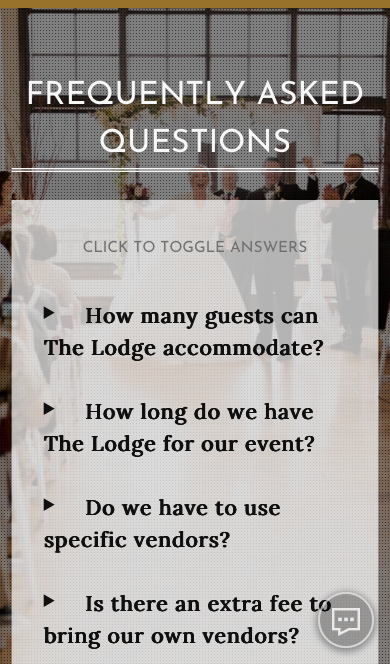 FREQUENTLY ASKED
QUESTIONS
CLICK TO TOGGLE ANSWERS
How many guests can
The Lodge accommodate?
How long do we have
The Lodge for our event?
Do we have to use
specific vendors?
Is there an extra fee to
bring our own vendors?